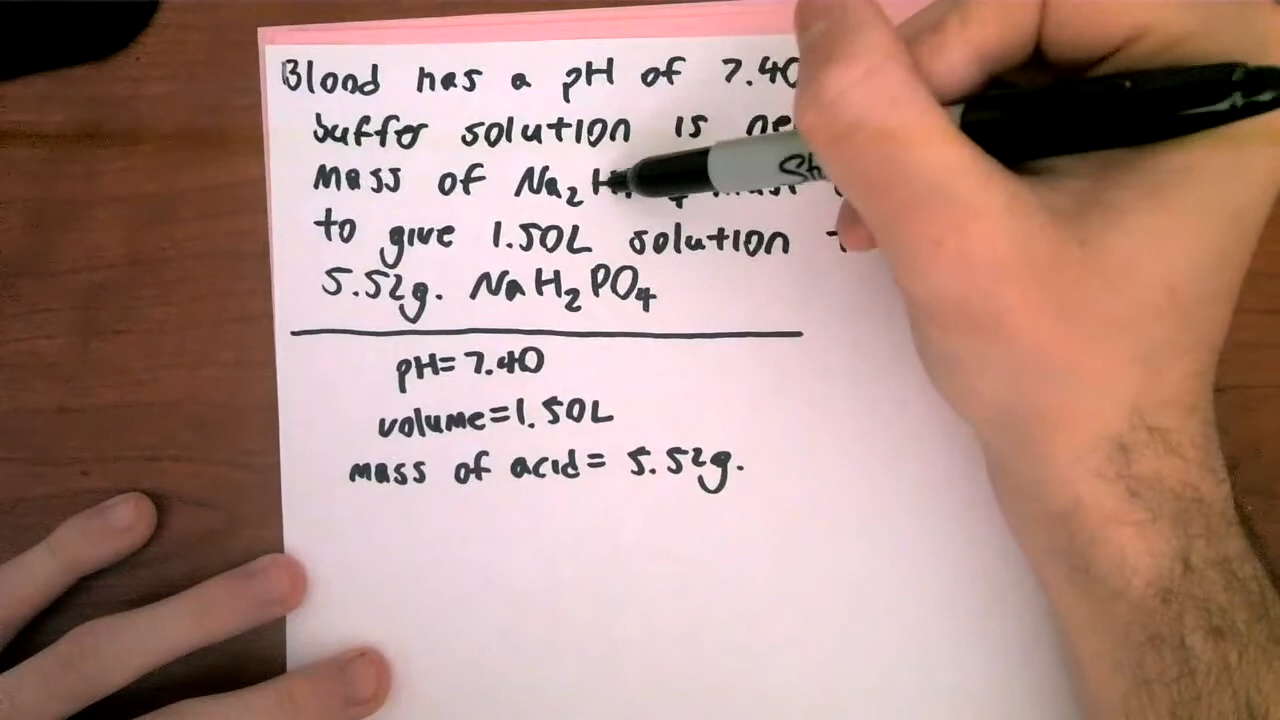 Blood has a pH of 7.40
buffer solution is
mass of
to give 1.50L solution
5.52g. NaH₂PO₄
pH=7.40
volume=1.50L
mass of acid= 5.52g.